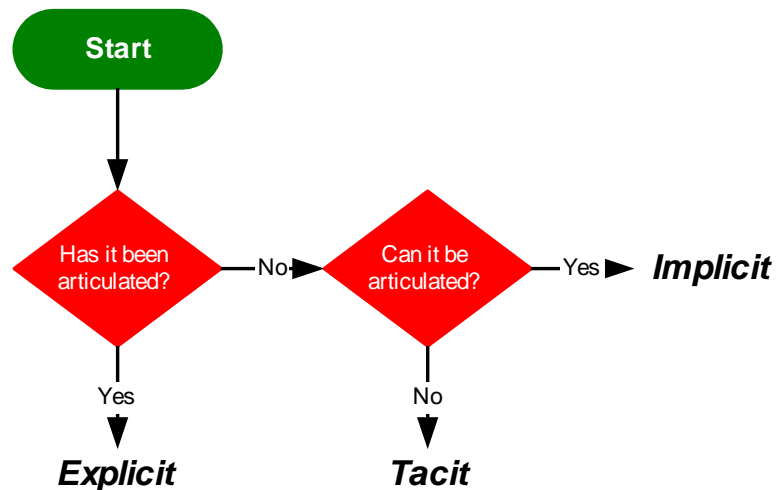 Start
Has it been
articulated?
No
Can it be
articulated?
Yes
Implicit
Yes
No
Explicit
Tacit